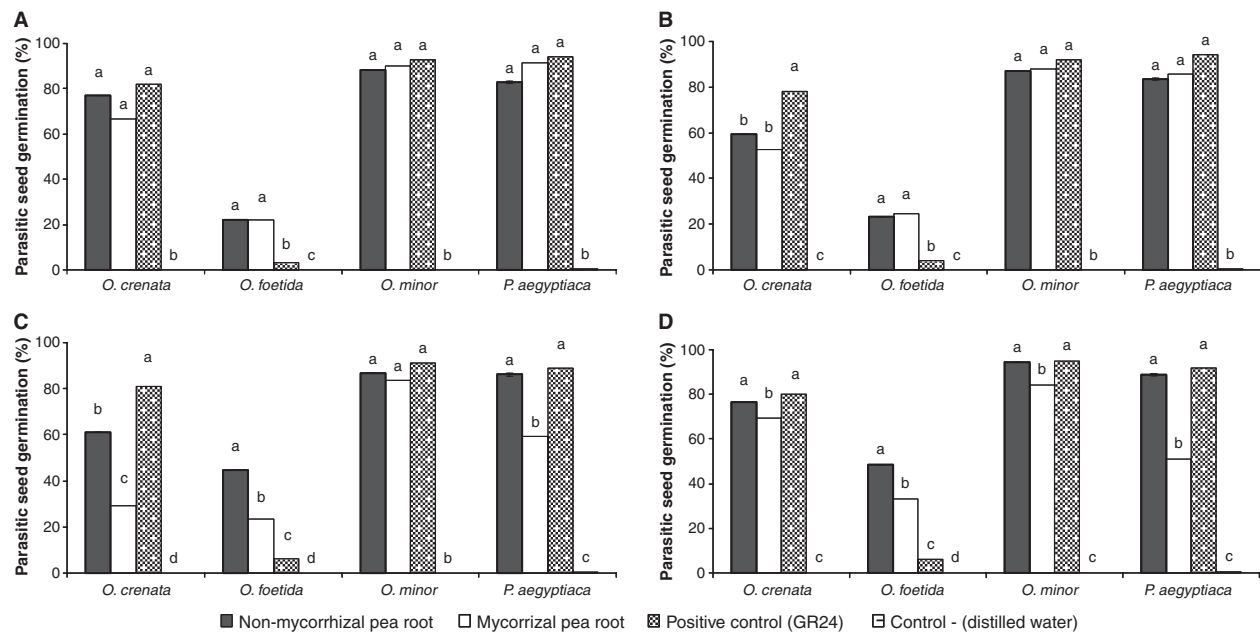 A
Parasitic seed germination (%)
100
80
60
40
20
0
a a a b
a a b c
a a a b
a a a b
O. crenata O. foetida O. minor P. aegyptiaca
B
Parasitic seed germination (%)
100
80
60
40
20
0
b b a c
a a b c
a a a b
a a a b
O. crenata O. foetida O. minor P. aegyptiaca
C
Parasitic seed germination (%)
100
80
60
40
20
0
b c a d
a b c d
a a a b
a b a c
O. crenata O. foetida O. minor P. aegyptiaca
D
Parasitic seed germination (%)
100
80
60
40
20
0
a b a c
a b c d
a b a c
a b a c
O. crenata O. foetida O. minor P. aegyptiaca
Non-mycorrhizal pea root Mycorrizal pea root Positive control (GR24) Control - (distilled water)